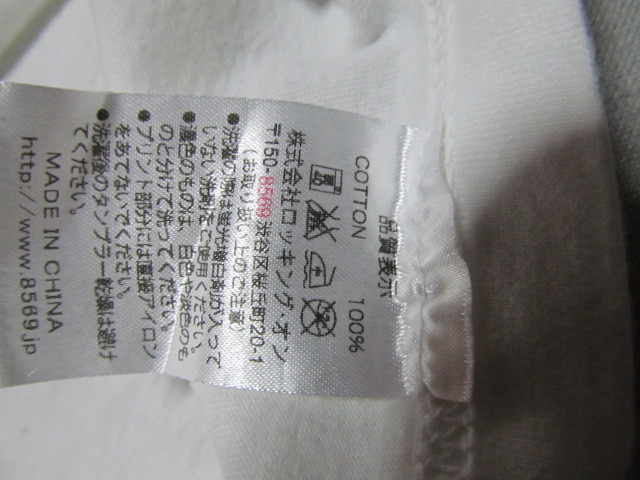 品質表示
COTTON 100%
株式会社ロッキング・オン
〒150-8569 渋谷区桜丘町20-1
(お取り扱い上のご注意)
●洗濯の際は蛍光増白剤が入って
いない洗剤をご使用ください。
●濃色のものは、白色や淡色のも
のと分けて洗ってください。
●プリント部分には直接アイロン
をあてないでください。
●洗濯後のタンブラー乾燥は避け
てください。
MADE IN CHINA
http://www.8569.jp